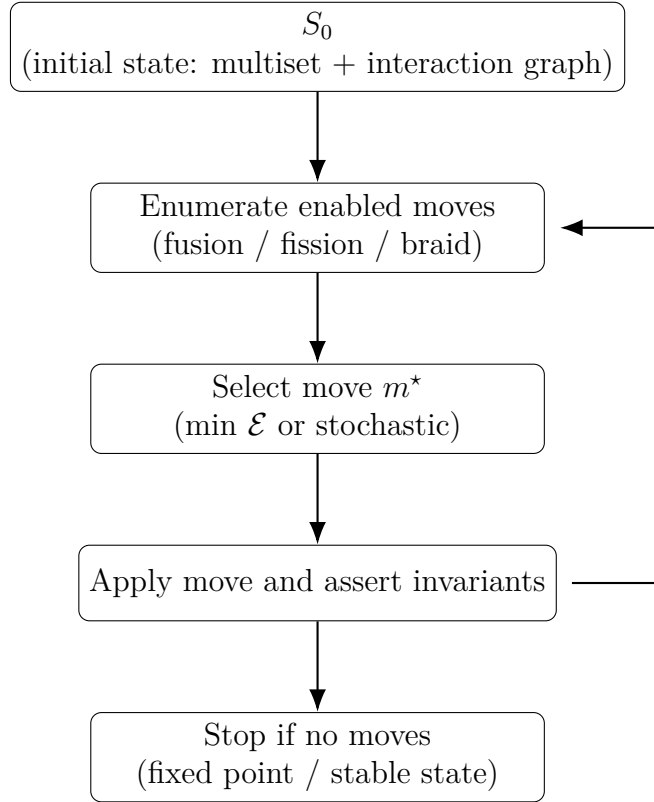 S₀
(initial state: multiset + interaction graph)
Enumerate enabled moves
(fusion / fission / braid)
Select move m⋆
(min ℰ or stochastic)
Apply move and assert invariants
Stop if no moves
(fixed point / stable state)